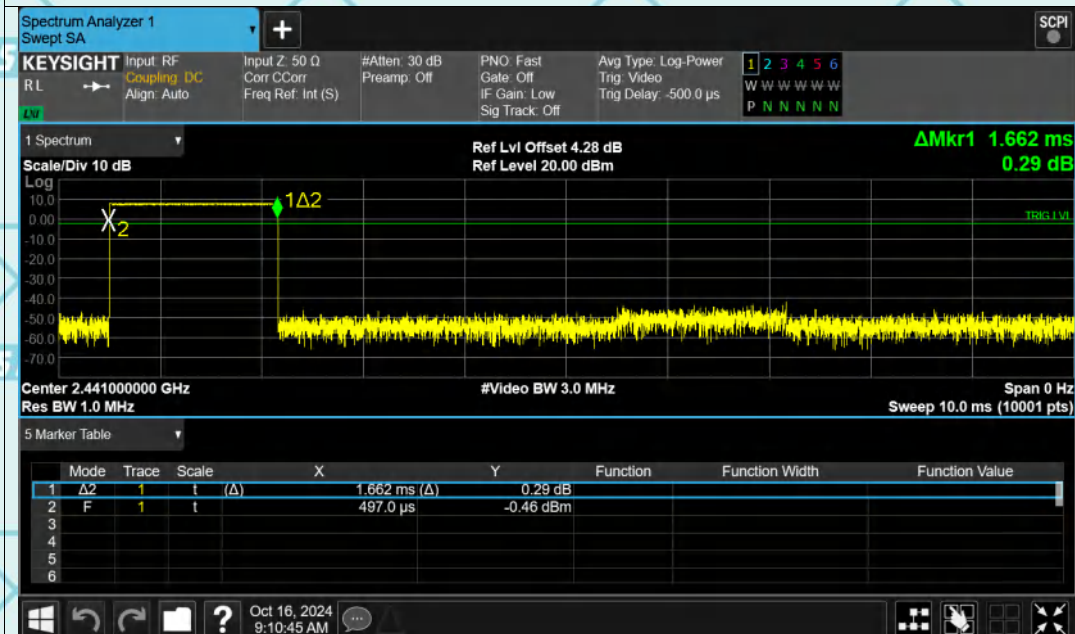 Spectrum Analyzer 1
Swept SA
+
SCPI
KEYSIGHT
RL
LXI
Input: RF
Coupling: DC
Align: Auto
Input Z: 50 Ω
Corr CCorr
Freq Ref: Int (S)
#Atten: 30 dB
Preamp: Off
PNO: Fast
Gate: Off
IF Gain: Low
Sig Track: Off
Avg Type: Log-Power
Trig: Video
Trig Delay: -500.0 µs
1 2 3 4 5 6
W W W W W W
P N N N N N
1 Spectrum
Scale/Div 10 dB
Ref Lvl Offset 4.28 dB
Ref Level 20.00 dBm
ΔMkr1 1.662 ms
0.29 dB
Log
10.0
0.00
-10.0
-20.0
-30.0
-40.0
-50.0
-60.0
-70.0
X2
1Δ2
TRIG LVL
Center 2.441000000 GHz
#Video BW 3.0 MHz
Span 0 Hz
Res BW 1.0 MHz
Sweep 10.0 ms (10001 pts)
5 Marker Table
Mode Trace Scale X Y Function Function Width Function Value
1 Δ2 1 t (Δ) 1.662 ms (Δ) 0.29 dB
2 F 1 t 497.0 µs -0.46 dBm
3
4
5
6
?
Oct 16, 2024
9:10:45 AM